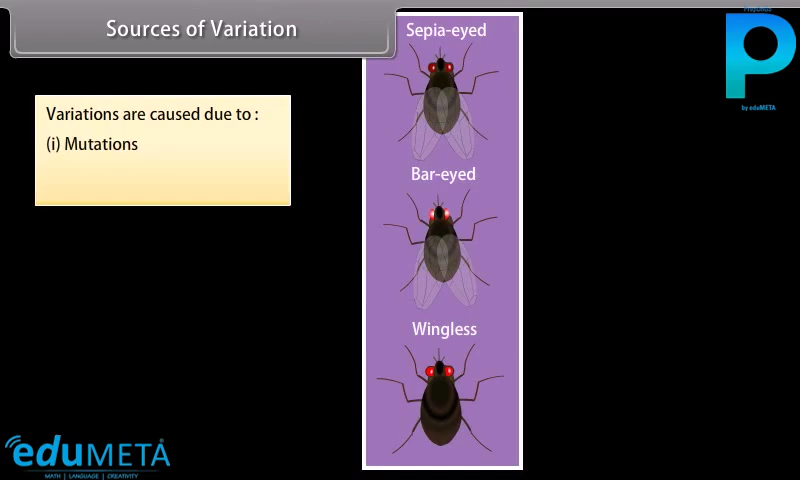 Sources of Variation
Variations are caused due to :
(i) Mutations
Sepia-eyed
Bar-eyed
Wingless
P
by eduMETA
eduMETA
MATH | LANGUAGE | CREATIVITY